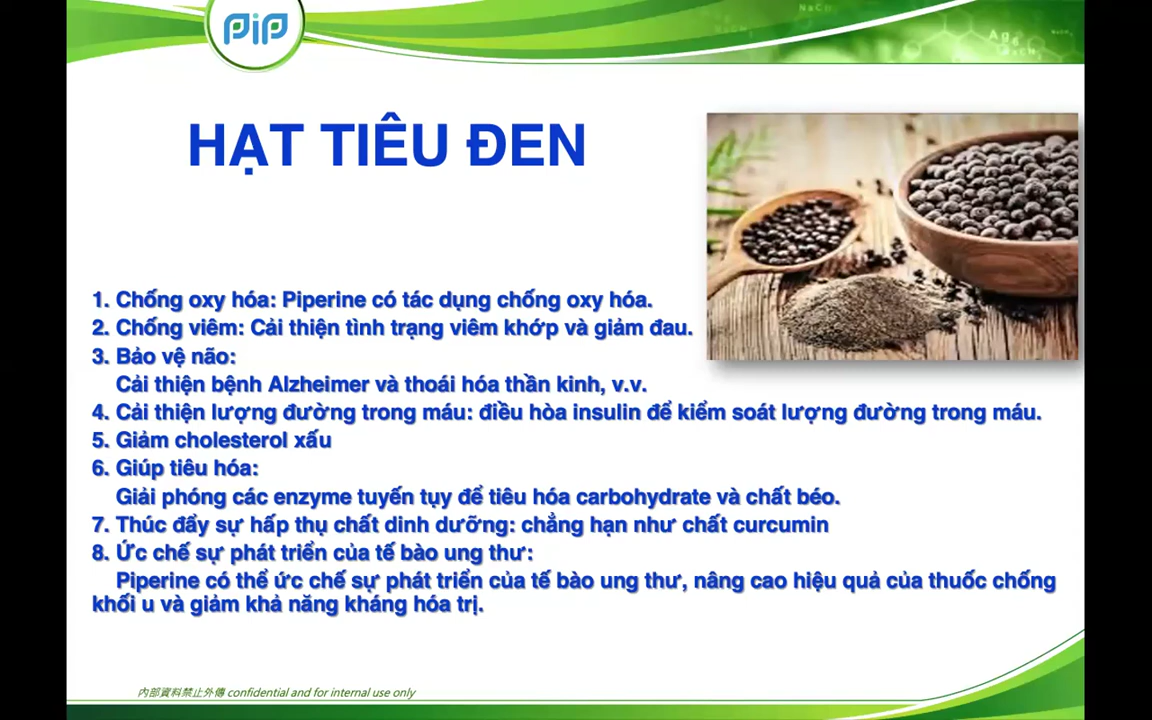 PiP
NaCH
Ag6
NaCH
HẠT TIÊU ĐEN
1. Chống oxy hóa: Piperine có tác dụng chống oxy hóa.
2. Chống viêm: Cải thiện tình trạng viêm khớp và giảm đau.
3. Bảo vệ não:
Cải thiện bệnh Alzheimer và thoái hóa thần kinh, v.v.
4. Cải thiện lượng đường trong máu: điều hòa insulin để kiểm soát lượng đường trong máu.
5. Giảm cholesterol xấu
6. Giúp tiêu hóa:
Giải phóng các enzyme tuyến tụy để tiêu hóa carbohydrate và chất béo.
7. Thúc đẩy sự hấp thụ chất dinh dưỡng: chẳng hạn như chất curcumin
8. Ức chế sự phát triển của tế bào ung thư:
Piperine có thể ức chế sự phát triển của tế bào ung thư, nâng cao hiệu quả của thuốc chống
khối u và giảm khả năng kháng hóa trị.
內部資料禁止外傳 confidential and for internal use only